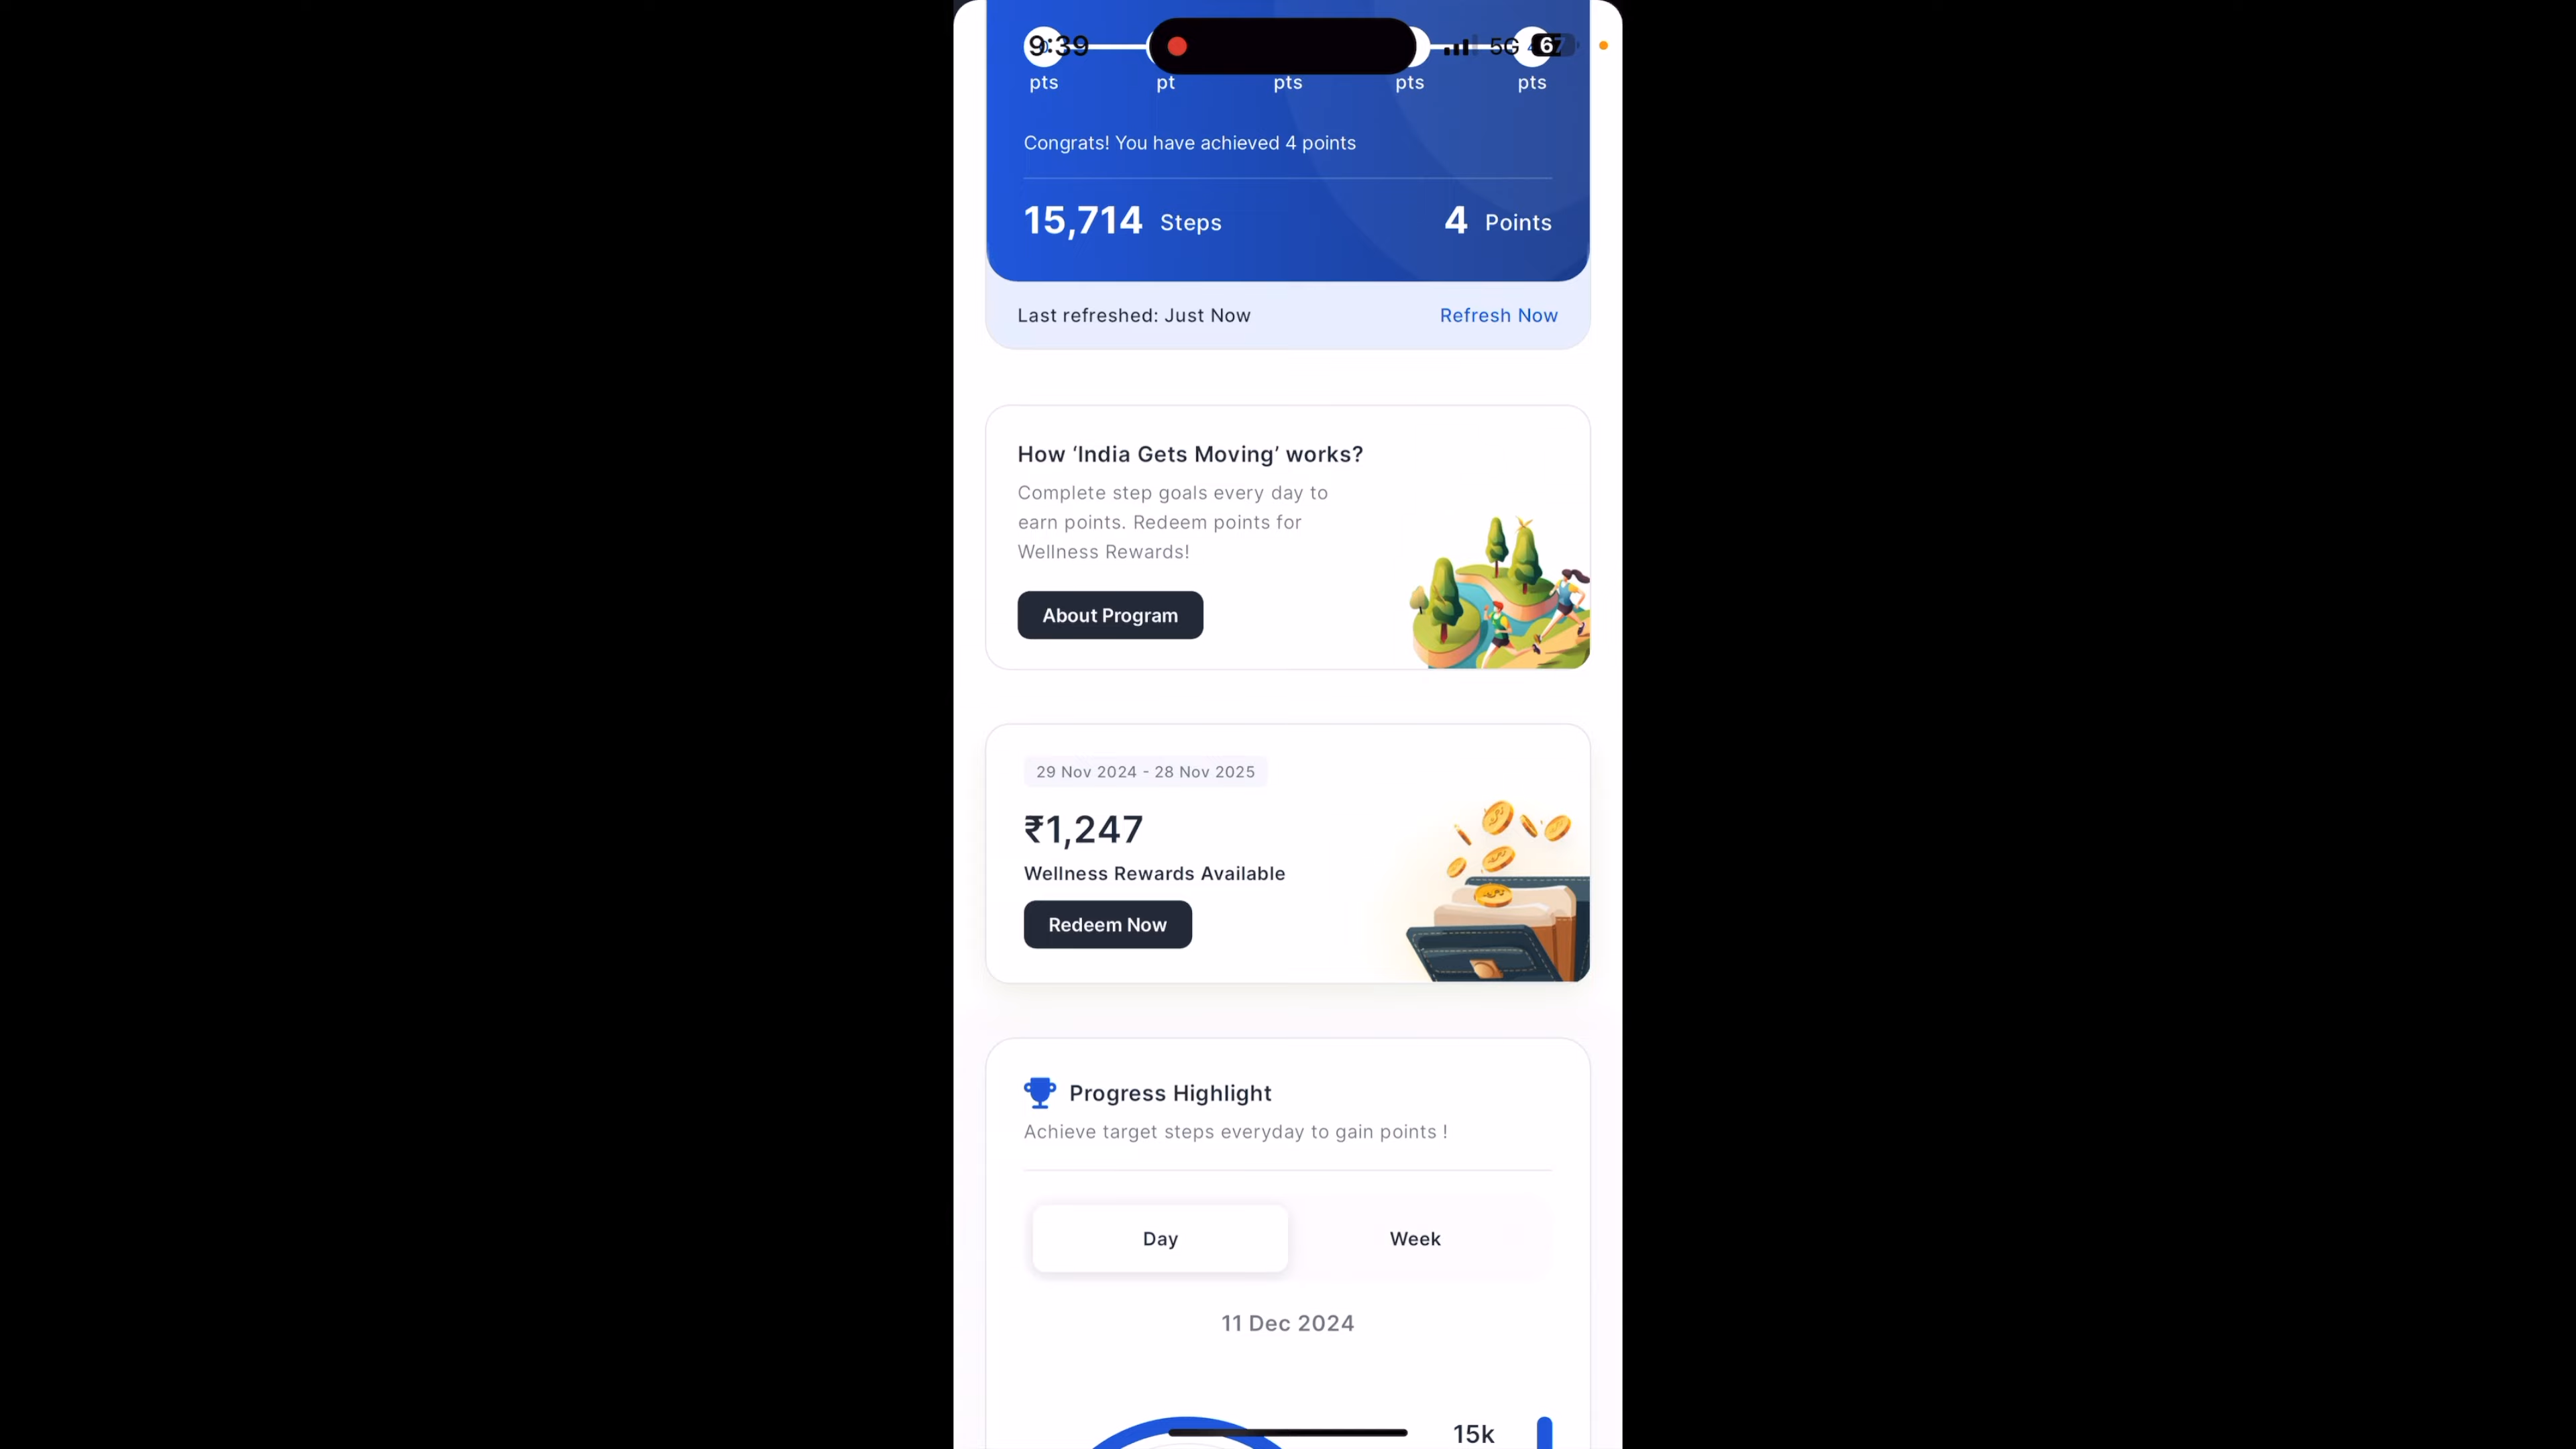 9:39
5G 67
pts pt pts pts pts
Congrats! You have achieved 4 points
15,714 Steps 4 Points
Last refreshed: Just Now Refresh Now
How ‘India Gets Moving’ works?
Complete step goals every day to
earn points. Redeem points for
Wellness Rewards!
About Program
29 Nov 2024 - 28 Nov 2025
₹1,247
Wellness Rewards Available
Redeem Now
Progress Highlight
Achieve target steps everyday to gain points !
Day Week
11 Dec 2024
15k